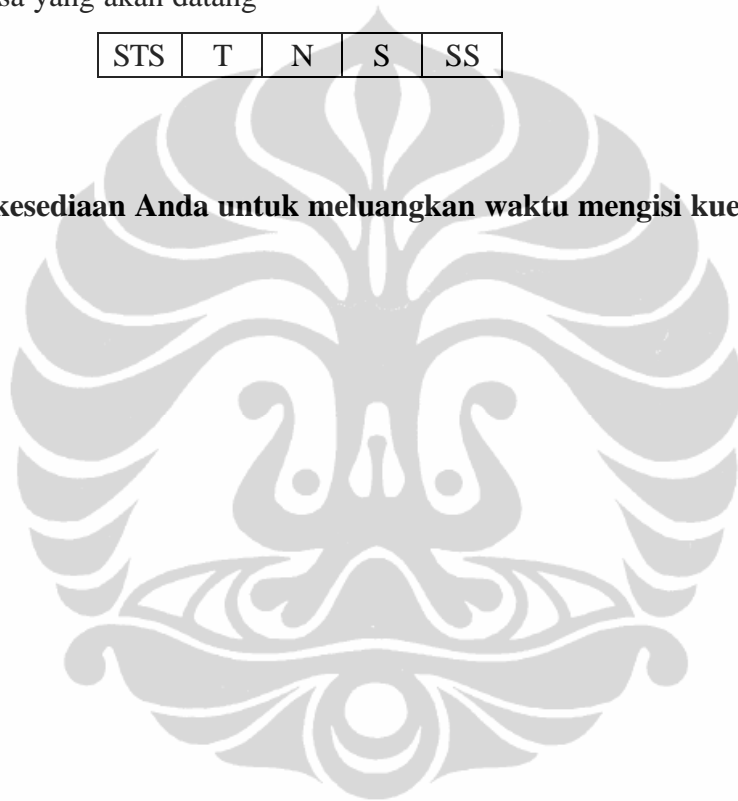 sa yang akan datang
STS T N S SS
kesediaan Anda untuk meluangkan waktu mengisi kue